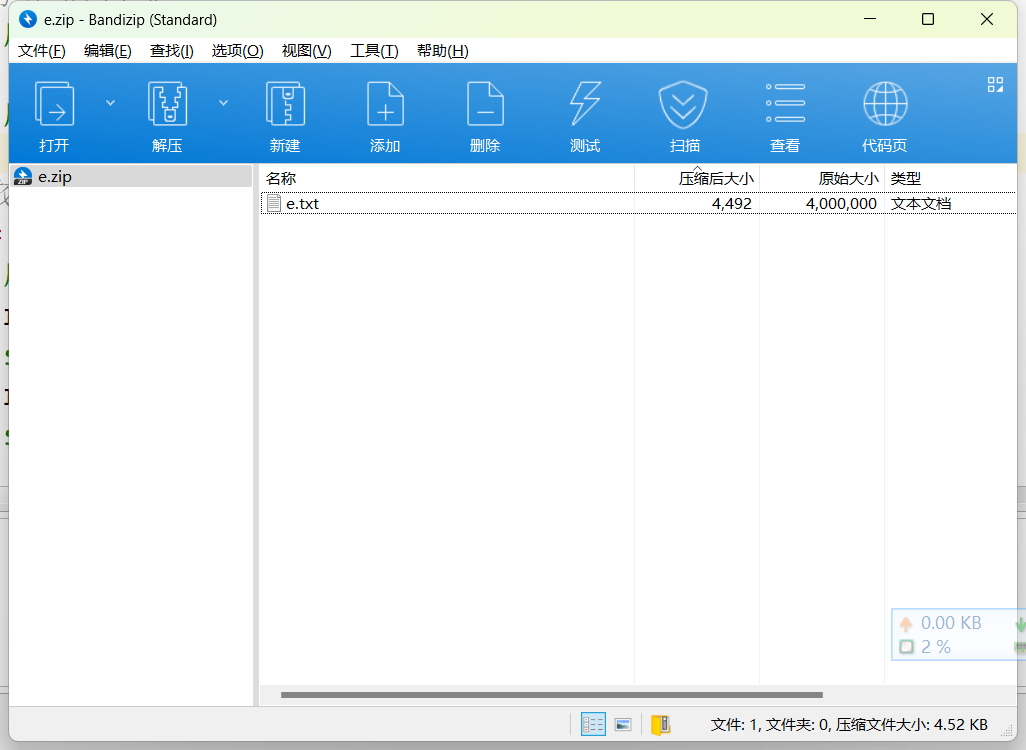 e.zip - Bandizip (Standard)
文件(F) 编辑(E) 查找(I) 选项(O) 视图(V) 工具(T) 帮助(H)
打开 解压 新建 添加 删除 测试 扫描 查看 代码页
e.zip
名称 压缩后大小 原始大小 类型
e.txt 4,492 4,000,000 文本文档
0.00 KB
2 %
文件: 1, 文件夹: 0, 压缩文件大小: 4.52 KB